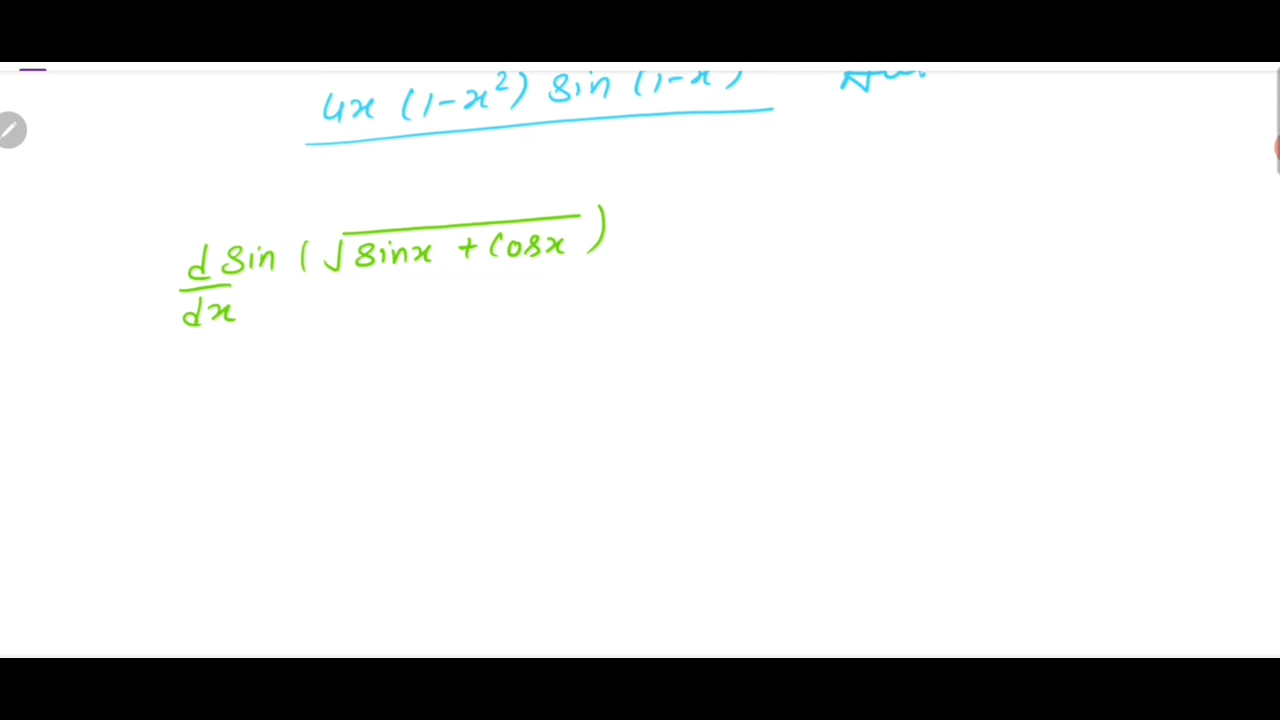 4x (1-x²) sin (1-x )
d/dx sin (√(sinx + cosx))